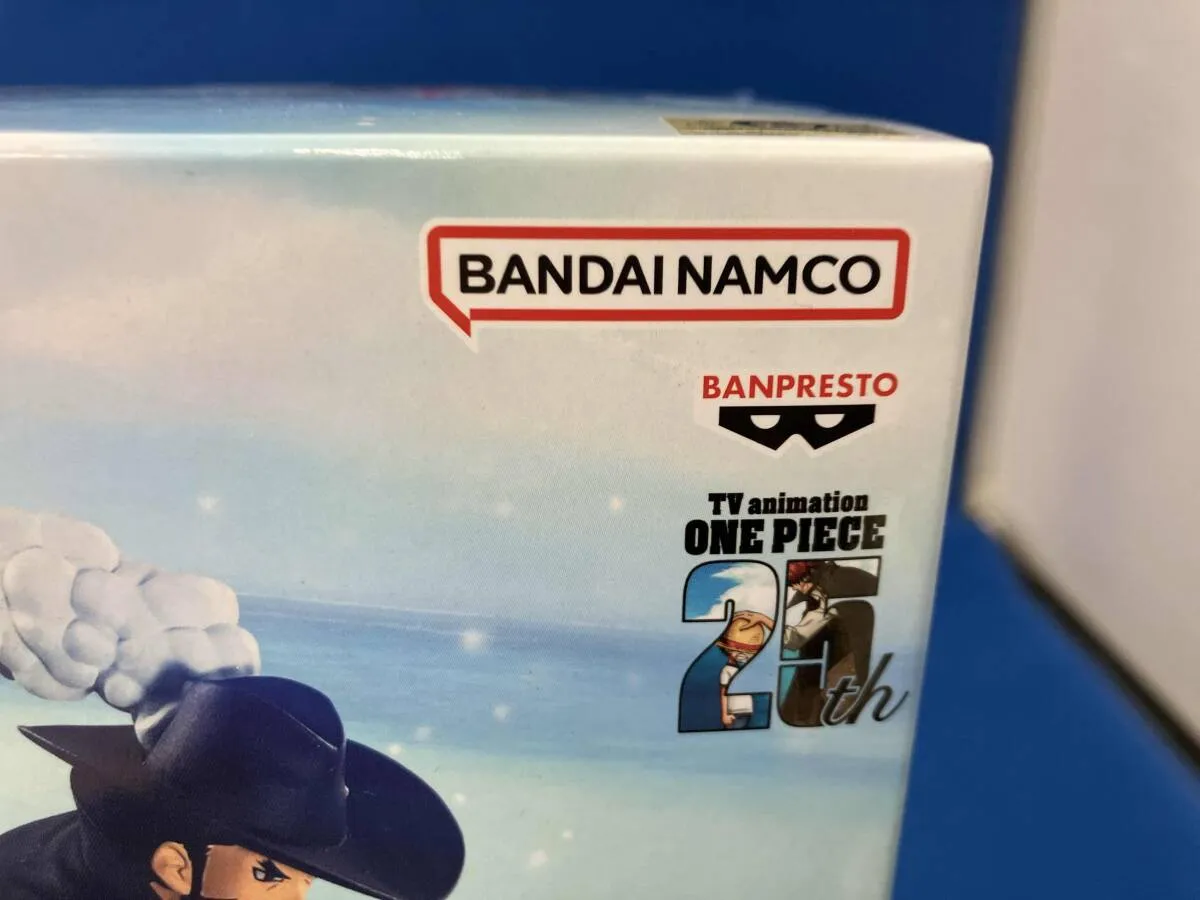 BANDAI NAMCO
BANPRESTO
TV animation
ONE PIECE
25th